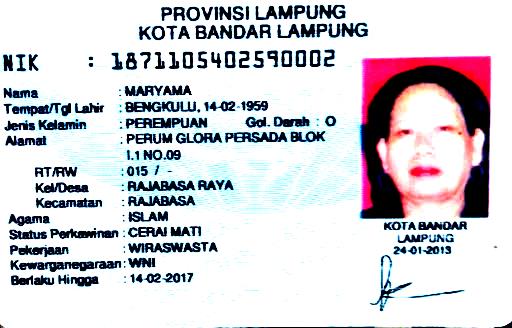 PROVINSI LAMPUNG
KOTA BANDAR LAMPUNG
NIK : 1871105402590002
Nama : MARYAMA
Tempat/Tgl Lahir : BENGKULU, 14-02-1959
Jenis Kelamin : PEREMPUAN Gol. Darah : O
Alamat : PERUM GLORA PERSADA BLOK
I.1 NO.09
RT/RW : 015 / -
Kel/Desa : RAJABASA RAYA
Kecamatan : RAJABASA
Agama : ISLAM
Status Perkawinan : CERAI MATI
Pekerjaan : WIRASWASTA
Kewarganegaraan : WNI
Berlaku Hingga : 14-02-2017
KOTA BANDAR
LAMPUNG
24-01-2013